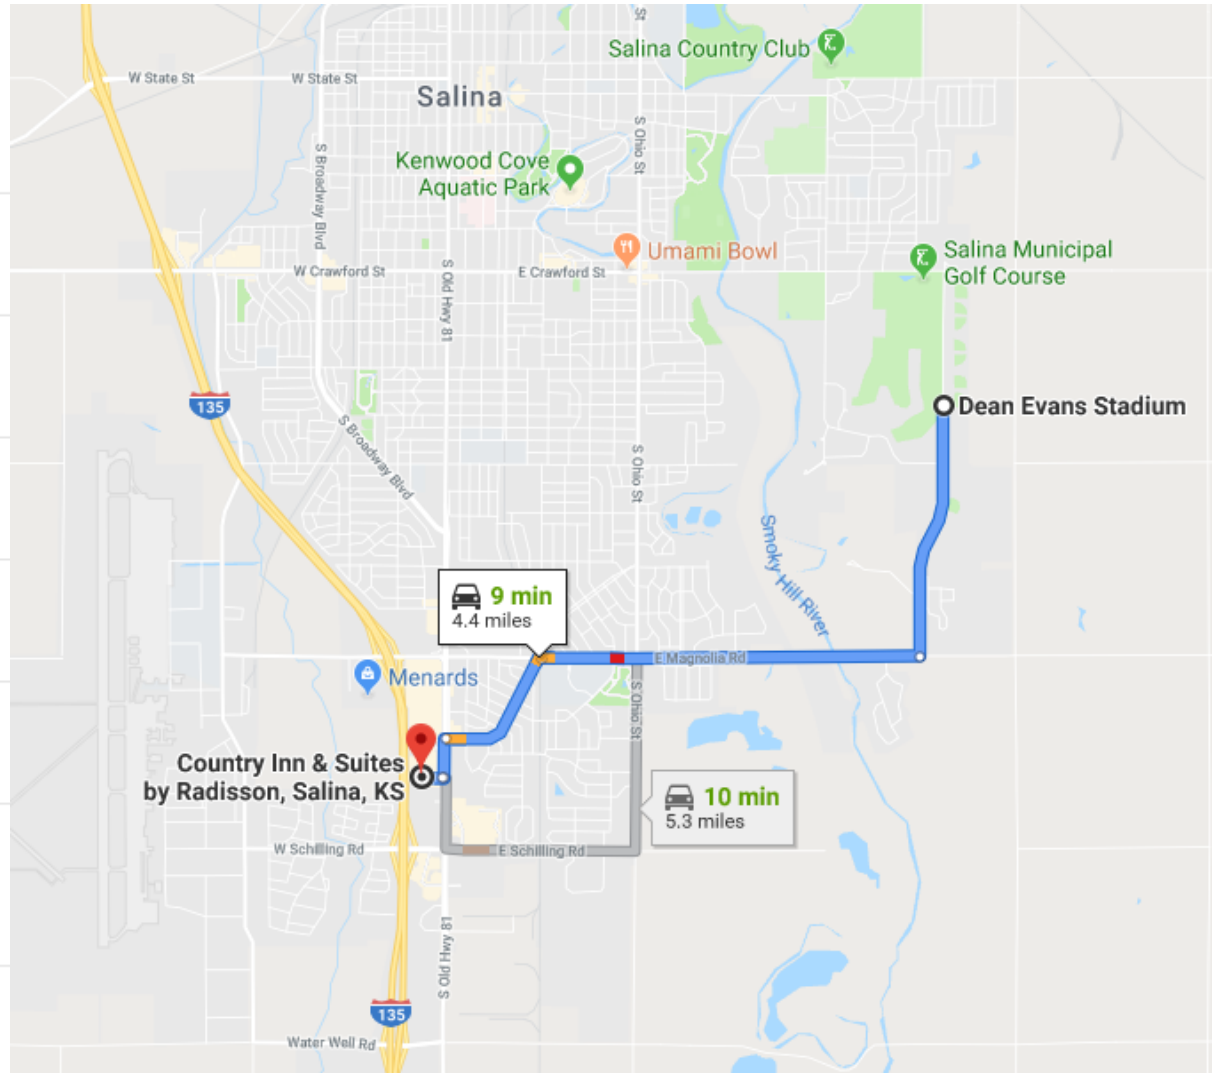 St
Salina Country Club
W State St
W State St
Salina
S Ohio St
Kenwood Cove
Aquatic Park
S Broadway Blvd
Umami Bowl
Salina Municipal
Golf Course
W Crawford St
E Crawford St
S Old Hwy 81
135
Dean Evans Stadium
S Broadway Blvd
S Ohio St
Smoky Hill River
9 min
4.4 miles
E Magnolia Rd
Menards
S Ohio St
Country Inn & Suites
by Radisson, Salina, KS
10 min
5.3 miles
W Schilling Rd
E Schilling Rd
S Old Hwy 81
135
Water Well Rd